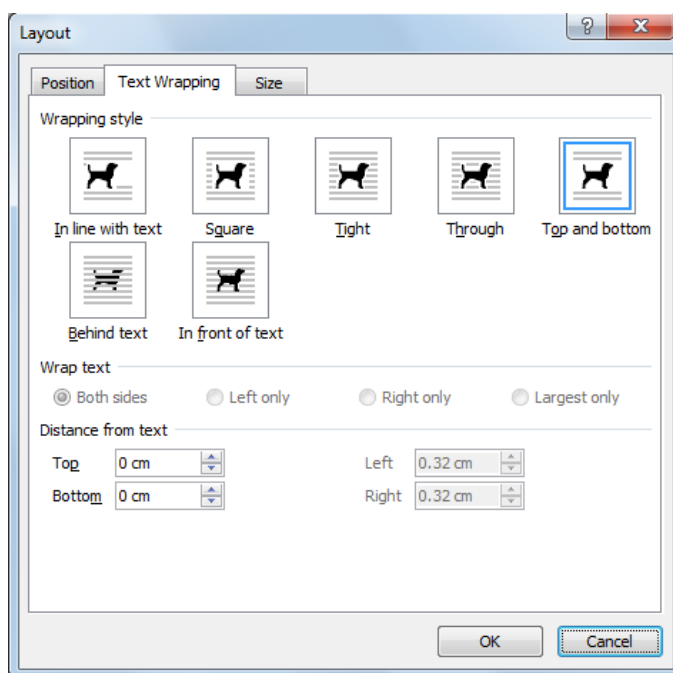 Layout
Position Text Wrapping Size
Wrapping style
In line with text Square Tight Through Top and bottom
Behind text In front of text
Wrap text
Both sides Left only Right only Largest only
Distance from text
Top 0 cm Left 0.32 cm
Bottom 0 cm Right 0.32 cm
OK Cancel